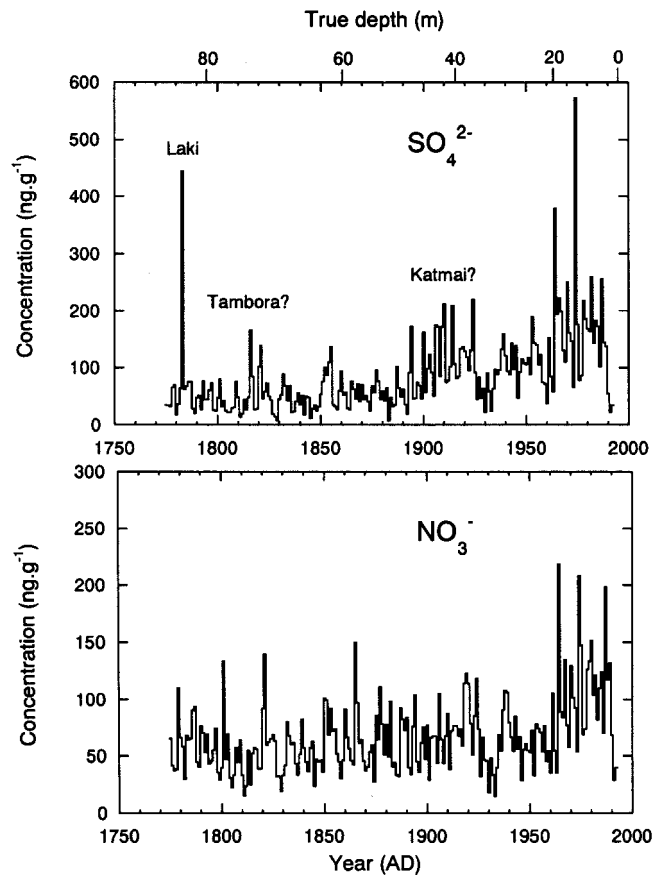 True depth (m)
80 60 40 20 0
600
500
400
300
200
100
0
Concentration (ng.g⁻¹)
SO₄²⁻
Laki
Tambora?
Katmai?
1750 1800 1850 1900 1950 2000
300
250
200
150
100
50
0
Concentration (ng.g⁻¹)
NO₃⁻
1750 1800 1850 1900 1950 2000
Year (AD)